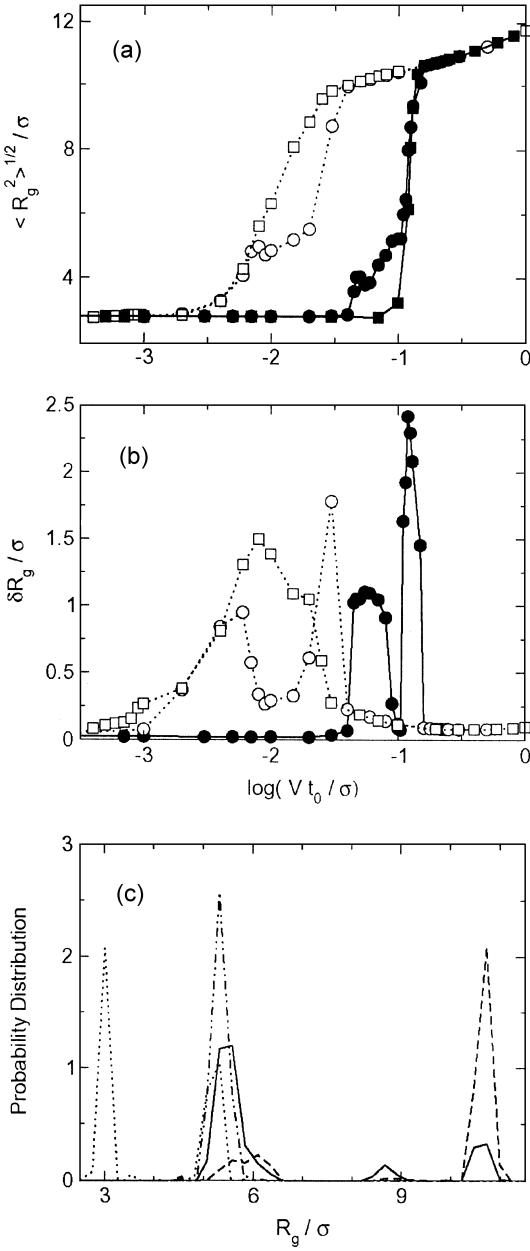 (a)
12
8
4
< R_g^2 >^{1/2} / σ
-3 -2 -1 0
(b)
2.5
2
1.5
1
0.5
0
δR_g / σ
-3 -2 -1 0
log( V t_0 / σ)
(c)
3
2
1
0
Probability Distribution
3 6 9
R_g / σ